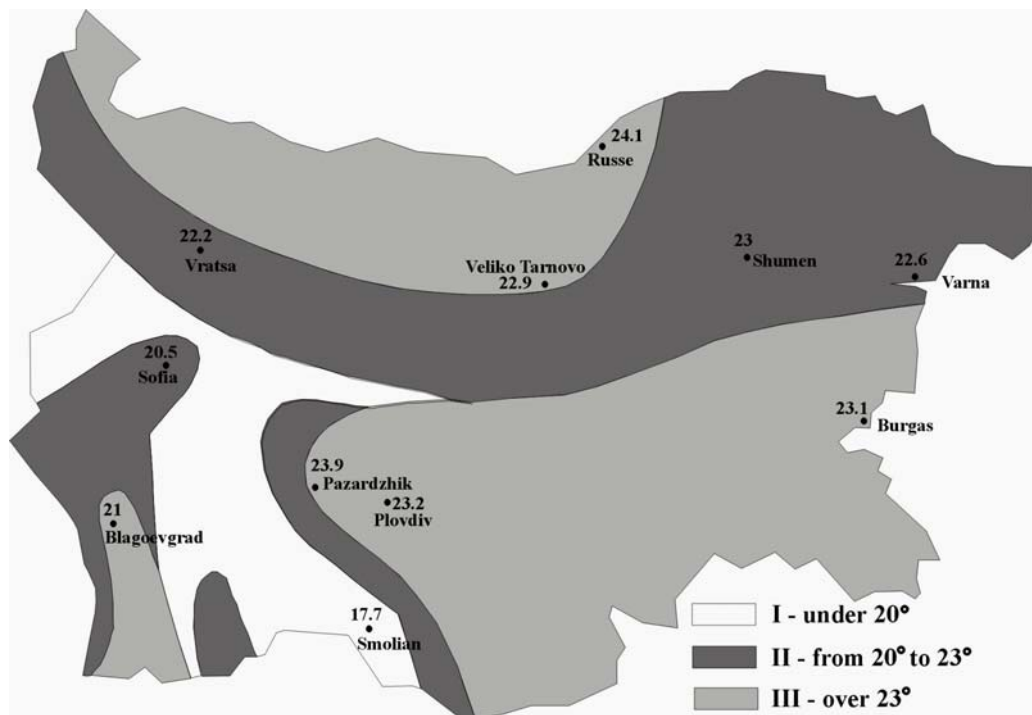 24.1
Russe
22.2
Vratsa
Veliko Tarnovo
22.9
23
Shumen
22.6
Varna
20.5
Sofia
23.1
Burgas
23.9
Pazardzhik
23.2
Plovdiv
21
Blagoevgrad
17.7
Smolian
I - under 20°
II - from 20° to 23°
III - over 23°